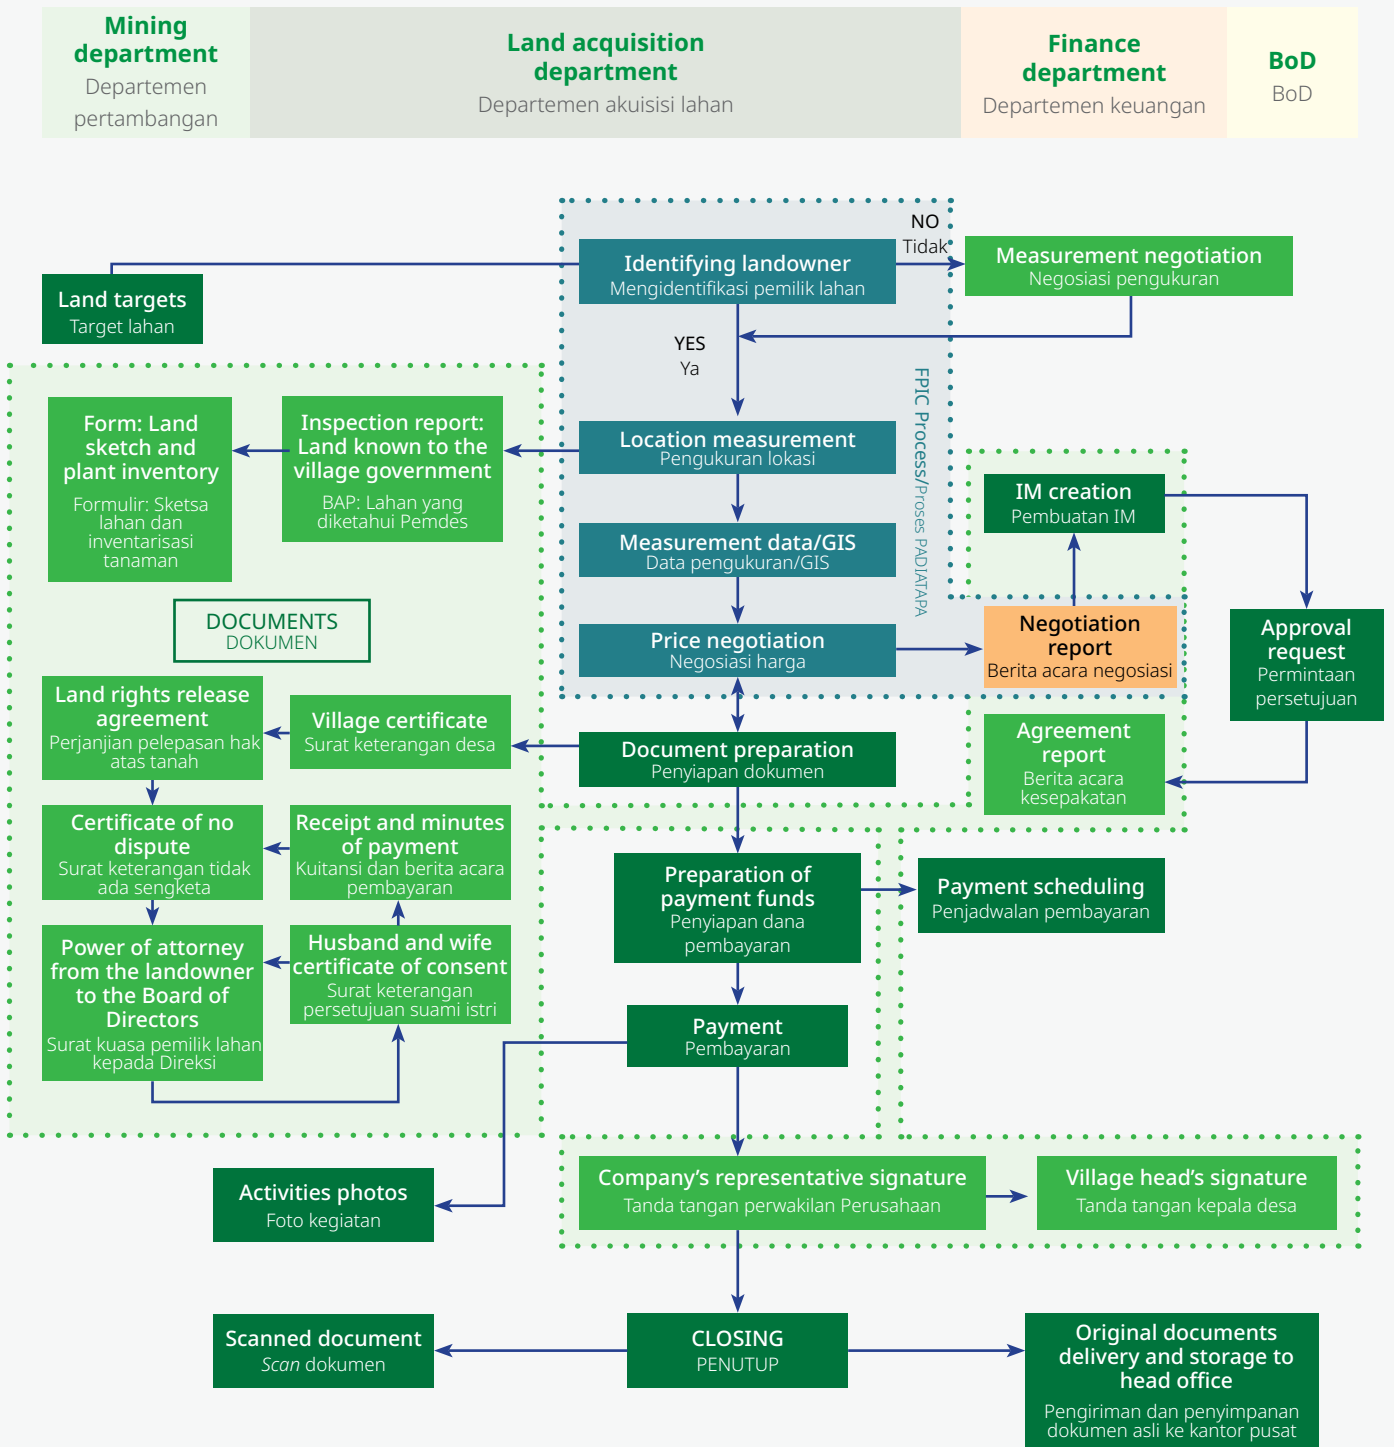 Mining
department
Departemen
pertambangan
Land acquisition
department
Departemen akuisisi lahan
Finance
department
Departemen keuangan
BoD
BoD
NO
Tidak
Identifying landowner
Mengidentifikasi pemilik lahan
Measurement negotiation
Negosiasi pengukuran
Land targets
Target lahan
YES
Ya
FPIC Process/Proses PADIATAPA
Form: Land
sketch and
plant inventory
Formulir: Sketsa
lahan dan
inventarisasi
tanaman
Inspection report:
Land known to the
village government
BAP: Lahan yang
diketahui Pemdes
Location measurement
Pengukuran lokasi
IM creation
Pembuatan IM
Measurement data/GIS
Data pengukuran/GIS
DOCUMENTS
DOKUMEN
Price negotiation
Negosiasi harga
Negotiation
report
Berita acara negosiasi
Approval
request
Permintaan
persetujuan
Land rights release
agreement
Perjanjian pelepasan hak
atas tanah
Village certificate
Surat keterangan desa
Document preparation
Penyiapan dokumen
Agreement
report
Berita acara
kesepakatan
Certificate of no
dispute
Surat keterangan tidak
ada sengketa
Receipt and minutes
of payment
Kuitansi dan berita acara
pembayaran
Preparation of
payment funds
Penyiapan dana
pembayaran
Payment scheduling
Penjadwalan pembayaran
Power of attorney
from the landowner
to the Board of
Directors
Surat kuasa pemilik lahan
kepada Direksi
Husband and wife
certificate of consent
Surat keterangan
persetujuan suami istri
Payment
Pembayaran
Activities photos
Foto kegiatan
Company’s representative signature
Tanda tangan perwakilan Perusahaan
Village head’s signature
Tanda tangan kepala desa
Scanned document
Scan dokumen
CLOSING
PENUTUP
Original documents
delivery and storage to
head office
Pengiriman dan penyimpanan
dokumen asli ke kantor pusat